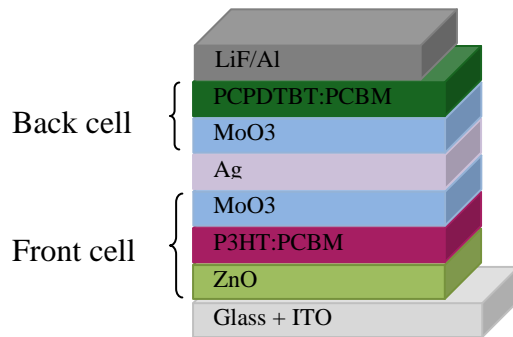 LiF/Al
PCPDTBT:PCBM
Back cell
MoO3
Ag
MoO3
Front cell
P3HT:PCBM
ZnO
Glass + ITO